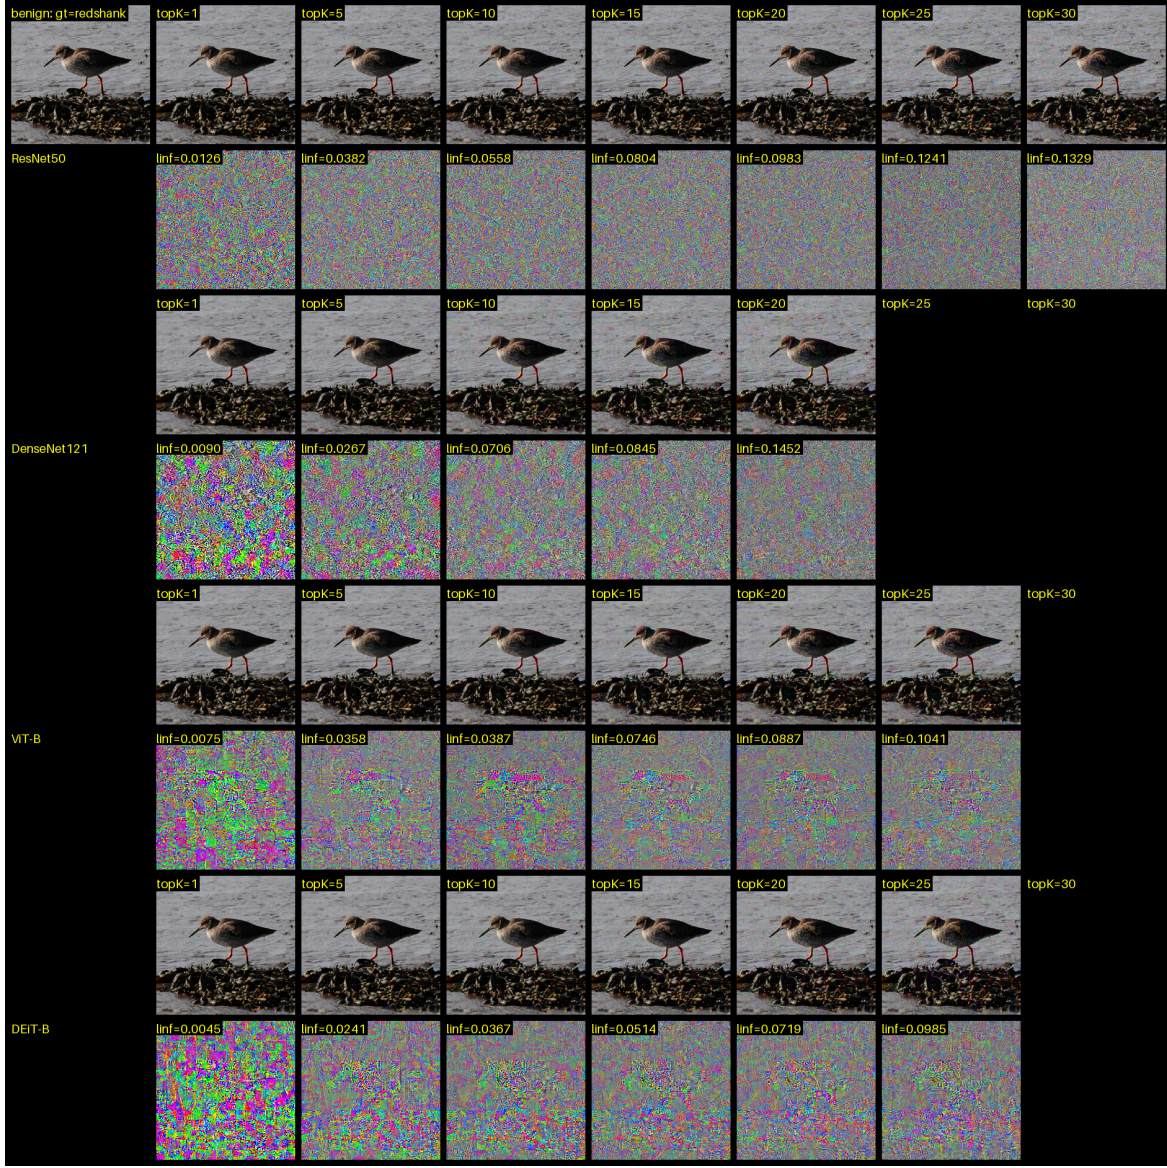 benign: gt=redshank topK=1 topK=5 topK=10 topK=15 topK=20 topK=25 topK=30
ResNet50 linf=0.0126 linf=0.0382 linf=0.0558 linf=0.0804 linf=0.0983 linf=0.1241 linf=0.1329
topK=1 topK=5 topK=10 topK=15 topK=20 topK=25 topK=30
DenseNet121 linf=0.0090 linf=0.0267 linf=0.0706 linf=0.0845 linf=0.1452
topK=1 topK=5 topK=10 topK=15 topK=20 topK=25 topK=30
ViT-B linf=0.0075 linf=0.0358 linf=0.0387 linf=0.0746 linf=0.0887 linf=0.1041
topK=1 topK=5 topK=10 topK=15 topK=20 topK=25 topK=30
DEiT-B linf=0.0045 linf=0.0241 linf=0.0367 linf=0.0514 linf=0.0719 linf=0.0985